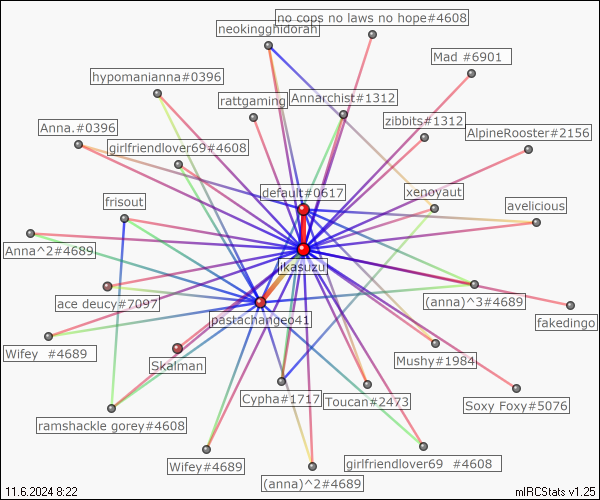 no cops no laws no hope#4608
neokingghidorah
Mad #6901
hypomanianna#0396
rattgaming
Annarchist#1312
zibbits#1312
Anna.#0396
AlpineRooster#2156
girlfriendlover69#4608
default#0617
xenoyaut
frisout
avelicious
Anna^2#4689
jikasuzu
ace deucy#7097
(anna)^3#4689
pastachangeo41
fakedingo
Wifey #4689
Skalman
Mushy#1984
Cypha#1717
Toucan#2473
Soxy Foxy#5076
ramshackle gorey#4608
Wifey#4689
girlfriendlover69 #4608
(anna)^2#4689
11.6.2024 8:22
mIRCStats v1.25